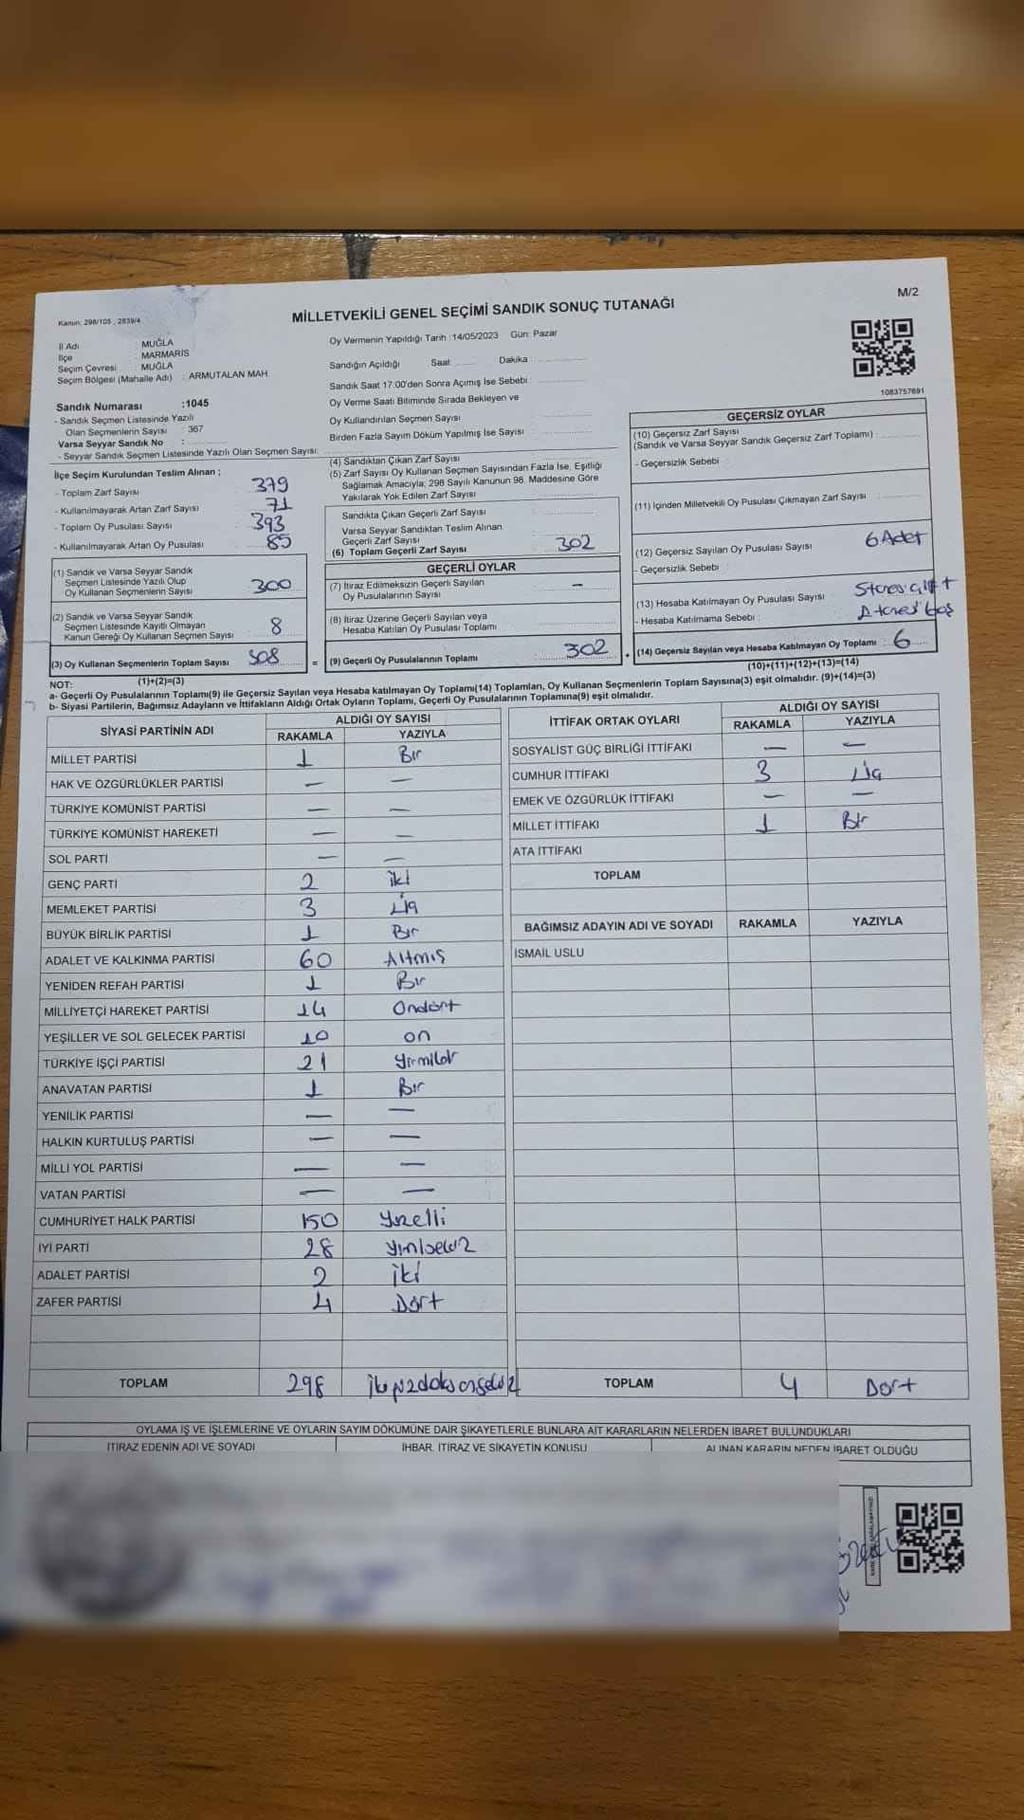 M/2
MİLLETVEKİLİ GENEL SEÇİMİ SANDIK SONUÇ TUTANAĞI
Kanun: 298/105, 2839/4
İl Adı : MUĞLA
İlçe : MARMARİS
Seçim Çevresi : MUĞLA
Seçim Bölgesi (Mahalle Adı) : ARMUTALAN MAH.
Oy Vermenin Yapıldığı Tarih :14/05/2023 Gün: Pazar
Sandığın Açıldığı Saat Dakika
Sandık Saat 17:00'den Sonra Açılmış İse Sebebi
Oy Verme Saati Bitiminde Sırada Bekleyen ve
Oy Kullandırılan Seçmen Sayısı
Birden Fazla Sayım Döküm Yapılmış İse Sayısı
Sandık Numarası :1045
- Sandık Seçmen Listesinde Yazılı
Olan Seçmenlerin Sayısı : 367
Varsa Seyyar Sandık No :
- Seyyar Sandık Seçmen Listesinde Yazılı Olan Seçmen Sayısı:
İlçe Seçim Kurulundan Teslim Alınan ;
- Toplam Zarf Sayısı 379
- Kullanılmayarak Artan Zarf Sayısı 71
- Toplam Oy Pusulası Sayısı 393
- Kullanılmayarak Artan Oy Pusulası 85
(1) Sandık ve Varsa Seyyar Sandık
Seçmen Listesinde Yazılı Olup
Oy Kullanan Seçmenlerin Sayısı 300
(2) Sandık ve Varsa Seyyar Sandık
Seçmen Listesinde Kayıtlı Olmayan
Kanun Gereği Oy Kullanan Seçmen Sayısı 8
(3) Oy Kullanan Seçmenlerin Toplam Sayısı 308
(1)+(2)=(3)
(4) Sandıktan Çıkan Zarf Sayısı
(5) Zarf Sayısı Oy Kullanan Seçmen Sayısından Fazla İse, Eşitliği
Sağlamak Amacıyla; 298 Sayılı Kanunun 98. Maddesine Göre
Yakılarak Yok Edilen Zarf Sayısı
Sandıkta Çıkan Geçerli Zarf Sayısı
Varsa Seyyar Sandıktan Teslim Alınan
Geçerli Zarf Sayısı
(6) Toplam Geçerli Zarf Sayısı 302
GEÇERLİ OYLAR
(7) İtiraz Edilmeksizin Geçerli Sayılan
Oy Pusulalarının Sayısı —
(8) İtiraz Üzerine Geçerli Sayılan veya
Hesaba Katılan Oy Pusulası Toplamı
= (9) Geçerli Oy Pusulalarının Toplamı 302
1083757691
GEÇERSİZ OYLAR
(10) Geçersiz Zarf Sayısı
(Sandık ve Varsa Seyyar Sandık Geçersiz Zarf Toplamı) :
- Geçersizlik Sebebi
(11) İçinden Milletvekili Oy Pusulası Çıkmayan Zarf Sayısı
(12) Geçersiz Sayılan Oy Pusulası Sayısı 6 Adet
- Geçersizlik Sebebi
(13) Hesaba Katılmayan Oy Pusulası Sayısı
- Hesaba Katılmama Sebebi :
+ (14) Geçersiz Sayılan veya Hesaba Katılmayan Oy Toplamı 6
(10)+(11)+(12)+(13)=(14)
NOT:
a- Geçerli Oy Pusulalarının Toplamı(9) ile Geçersiz Sayılan veya Hesaba katılmayan Oy Toplamı(14) Toplamları, Oy Kullanan Seçmenlerin Toplam Sayısına(3) eşit olmalıdır. (9)+(14)=(3)
b- Siyasi Partilerin, Bağımsız Adayların ve İttifakların Aldığı Ortak Oyların Toplamı, Geçerli Oy Pusulalarının Toplamına(9) eşit olmalıdır.
SİYASİ PARTİNİN ADI ALDIĞI OY SAYISI
RAKAMLA YAZIYLA
MİLLET PARTİSİ 1 Bir
HAK VE ÖZGÜRLÜKLER PARTİSİ — —
TÜRKİYE KOMÜNİST PARTİSİ — —
TÜRKİYE KOMÜNİST HAREKETİ — —
SOL PARTİ — —
GENÇ PARTİ 2 iki
MEMLEKET PARTİSİ 3 Üç
BÜYÜK BİRLİK PARTİSİ 1 Bir
ADALET VE KALKINMA PARTİSİ 60 Altmış
YENİDEN REFAH PARTİSİ 1 Bir
MİLLİYETÇİ HAREKET PARTİSİ 14 Ondört
YEŞİLLER VE SOL GELECEK PARTİSİ 10 on
TÜRKİYE İŞÇİ PARTİSİ 21 Yirmibir
ANAVATAN PARTİSİ 1 Bir
YENİLİK PARTİSİ — —
HALKIN KURTULUŞ PARTİSİ — —
MİLLİ YOL PARTİSİ — —
VATAN PARTİSİ — —
CUMHURİYET HALK PARTİSİ 150 Yüzelli
İYİ PARTİ 28 Yirmisekiz
ADALET PARTİSİ 2 İki
ZAFER PARTİSİ 4 Dört
TOPLAM 298 İkiyüzdoksansekiz
İTTİFAK ORTAK OYLARI ALDIĞI OY SAYISI
RAKAMLA YAZIYLA
SOSYALİST GÜÇ BİRLİĞİ İTTİFAKI — —
CUMHUR İTTİFAKI 3 Üç
EMEK VE ÖZGÜRLÜK İTTİFAKI — —
MİLLET İTTİFAKI 1 Bir
ATA İTTİFAKI
TOPLAM
BAĞIMSIZ ADAYIN ADI VE SOYADI RAKAMLA YAZIYLA
İSMAİL USLU
TOPLAM 4 Dört
OYLAMA İŞ VE İŞLEMLERİNE VE OYLARIN SAYIM DÖKÜMÜNE DAİR ŞİKAYETLERLE BUNLARA AİT KARARLARIN NELERDEN İBARET BULUNDUKLARI
İTİRAZ EDENİN ADI VE SOYADI İHBAR, İTİRAZ VE ŞİKAYETİN KONUSU ALINAN KARARIN NEDEN İBARET OLDUĞU